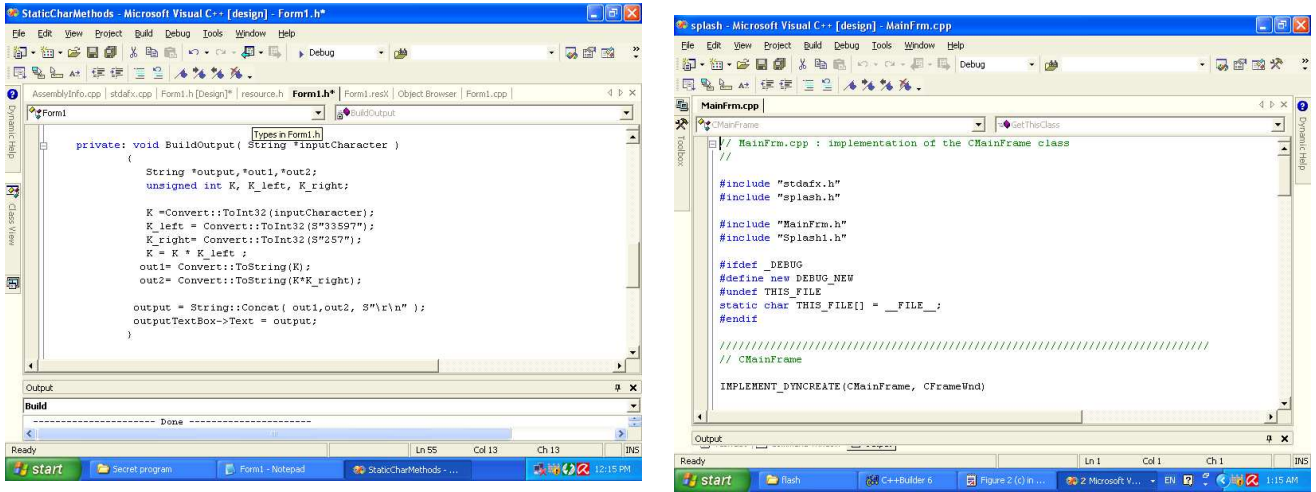 StaticCharMethods - Microsoft Visual C++ [design] - Form1.h*
File Edit View Project Build Debug Tools Window Help
Debug
AssemblyInfo.cpp | stdafx.cpp | Form1.h [Design]* | resource.h Form1.h* | Form1.resX | Object Browser | Form1.cpp
Dynamic Help
Class View
Form1
BuildOutput
Types in Form1.h
private: void BuildOutput( String *inputCharacter )
{
String *output,*out1,*out2;
unsigned int K, K_left, K_right;
K =Convert::ToInt32(inputCharacter);
K_left = Convert::ToInt32(S"33597");
K_right= Convert::ToInt32(S"257");
K = K * K_left ;
out1= Convert::ToString(K);
out2= Convert::ToString(K*K_right);
output = String::Concat( out1,out2, S"\r\n" );
outputTextBox->Text = output;
}
Output
Build
---------------------- Done ----------------------
Ready
Ln 55 Col 13 Ch 13 INS
start
Secret program
Form1 - Notepad
StaticCharMethods - ...
12:15 PM
splash - Microsoft Visual C++ [design] - MainFrm.cpp
File Edit View Project Build Debug Tools Window Help
Debug
MainFrm.cpp
Toolbox
Dynamic Help
CMainFrame
GetThisClass
// MainFrm.cpp : implementation of the CMainFrame class
//
#include "stdafx.h"
#include "splash.h"
#include "MainFrm.h"
#include "Splash1.h"
#ifdef _DEBUG
#define new DEBUG_NEW
#undef THIS_FILE
static char THIS_FILE[] = __FILE__;
#endif
/////////////////////////////////////////////////////////////////////////////
// CMainFrame
IMPLEMENT_DYNCREATE(CMainFrame, CFrameWnd)
Output
Ready
Ln 1 Col 1 Ch 1 INS
start
flash
C++Builder 6
Figure 2 (c) in ...
2 Microsoft V...
EN
1:15 AM